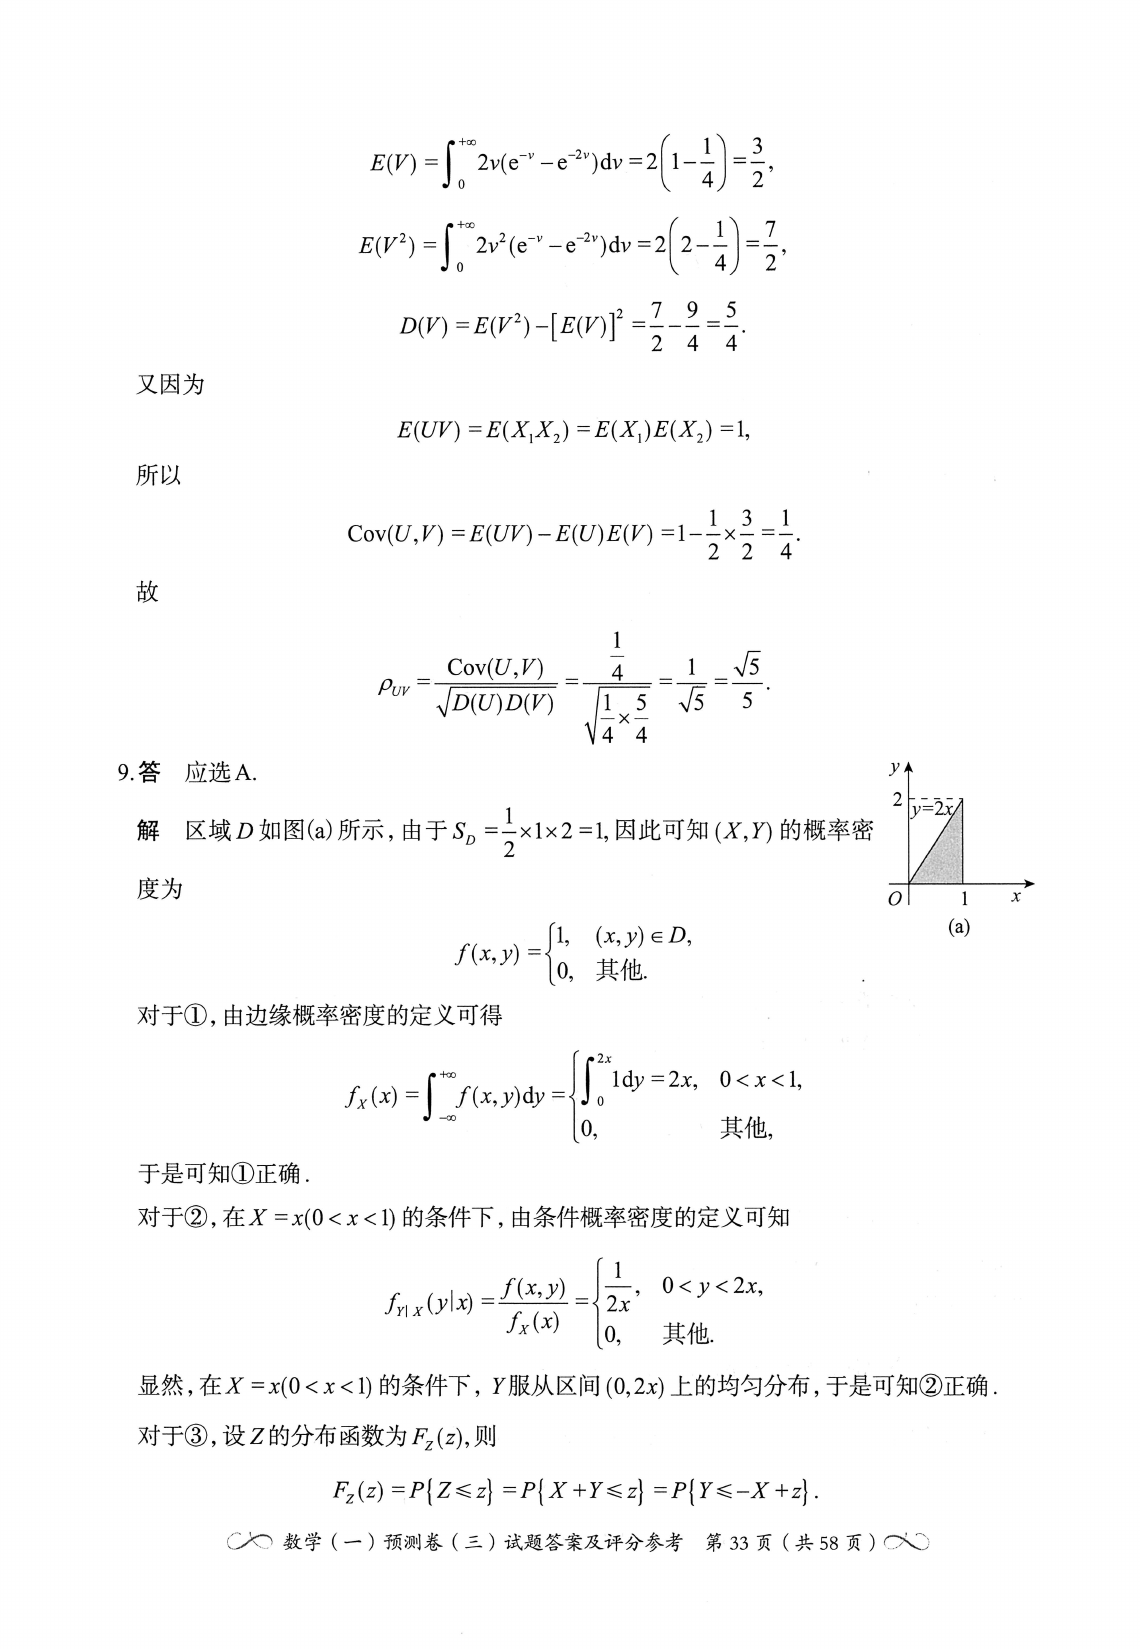 E(V) = ∫₀^{+∞} 2v(e^{-v} − e^{-2v})dv = 2(1 − 1/4) = 3/2,
E(V²) = ∫₀^{+∞} 2v²(e^{-v} − e^{-2v})dv = 2(2 − 1/4) = 7/2,
D(V) = E(V²) − [E(V)]² = 7/2 − 9/4 = 5/4.
又因为
E(UV) = E(X₁X₂) = E(X₁)E(X₂) = 1,
所以
Cov(U,V) = E(UV) − E(U)E(V) = 1 − 1/2 × 3/2 = 1/4.
故
ρ_{UV} = Cov(U,V)/√(D(U)D(V)) = (1/4)/√(1/4 × 5/4) = 1/√5 = √5/5.
9.答 应选A.
解 区域D如图(a)所示,由于S_D = 1/2 ×1×2 =1,因此可知(X,Y)的概率密
度为
y
2
y=2x
O
1
x
(a)
f(x,y) = {1, (x,y)∈D,
0, 其他.
对于①,由边缘概率密度的定义可得
f_X(x) = ∫_{−∞}^{+∞} f(x,y)dy = {∫₀^{2x} 1dy = 2x, 0<x<1,
0, 其他,
于是可知①正确.
对于②,在X =x(0<x<1)的条件下,由条件概率密度的定义可知
f_{Y|X}(y|x) = f(x,y)/f_X(x) = {1/(2x), 0<y<2x,
0, 其他.
显然,在X =x(0<x<1)的条件下, Y服从区间(0,2x)上的均匀分布,于是可知②正确.
对于③,设Z的分布函数为F_Z(z),则
F_Z(z) = P{Z≤z} = P{X+Y≤z} = P{Y≤−X+z}.
数学(一)预测卷(三)试题答案及评分参考 第33页(共58页)